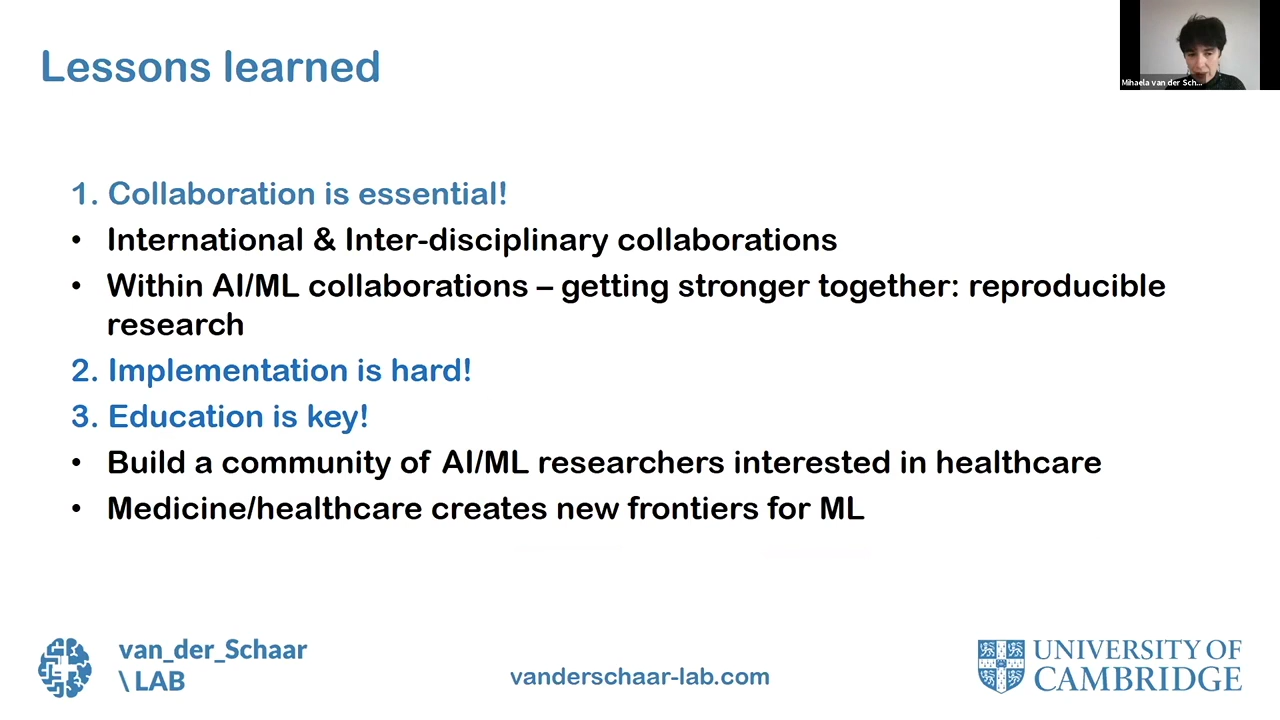 Lessons learned
Mihaela van der Sch...
1. Collaboration is essential!
• International & Inter-disciplinary collaborations
• Within AI/ML collaborations – getting stronger together: reproducible
research
2. Implementation is hard!
3. Education is key!
• Build a community of AI/ML researchers interested in healthcare
• Medicine/healthcare creates new frontiers for ML
van_der_Schaar
\ LAB
vanderschaar-lab.com
UNIVERSITY OF
CAMBRIDGE